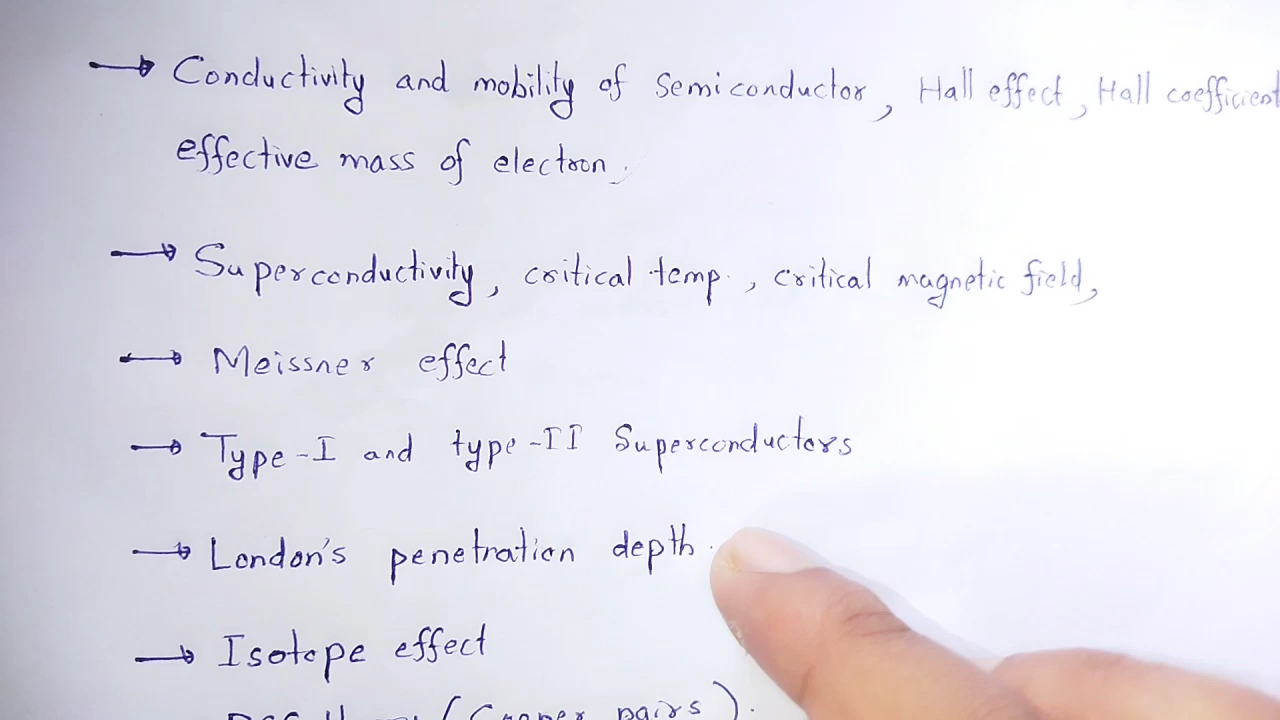 → Conductivity and mobility of semiconductor, Hall effect, Hall coefficient
effective mass of electron.
→ Superconductivity, critical temp., critical magnetic field,
→ Meissner effect
→ Type-I and type-II Superconductors
→ London's penetration depth.
→ Isotope effect
(Cooper pairs).